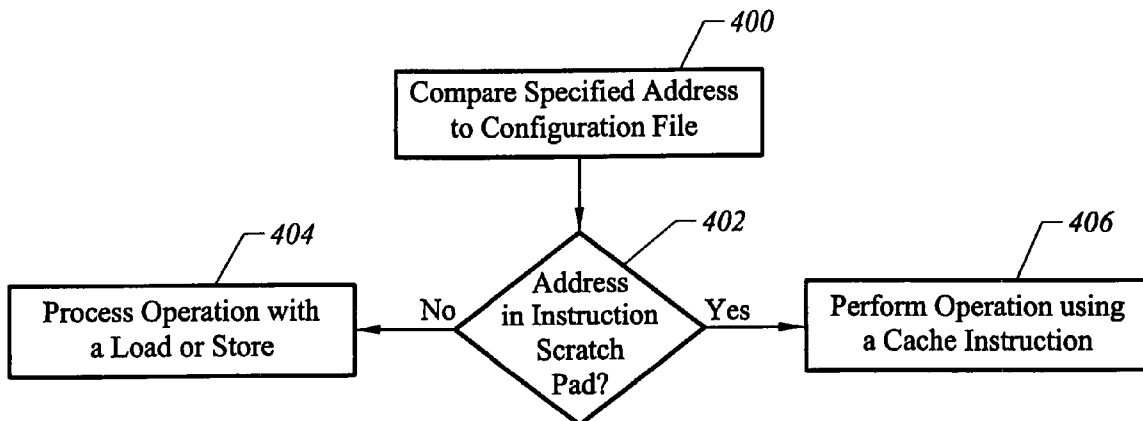 400
Compare Specified Address
to Configuration File
402
404
406
Address
in Instruction
Scratch
Pad?
No
Yes
Process Operation with
a Load or Store
Perform Operation using
a Cache Instruction